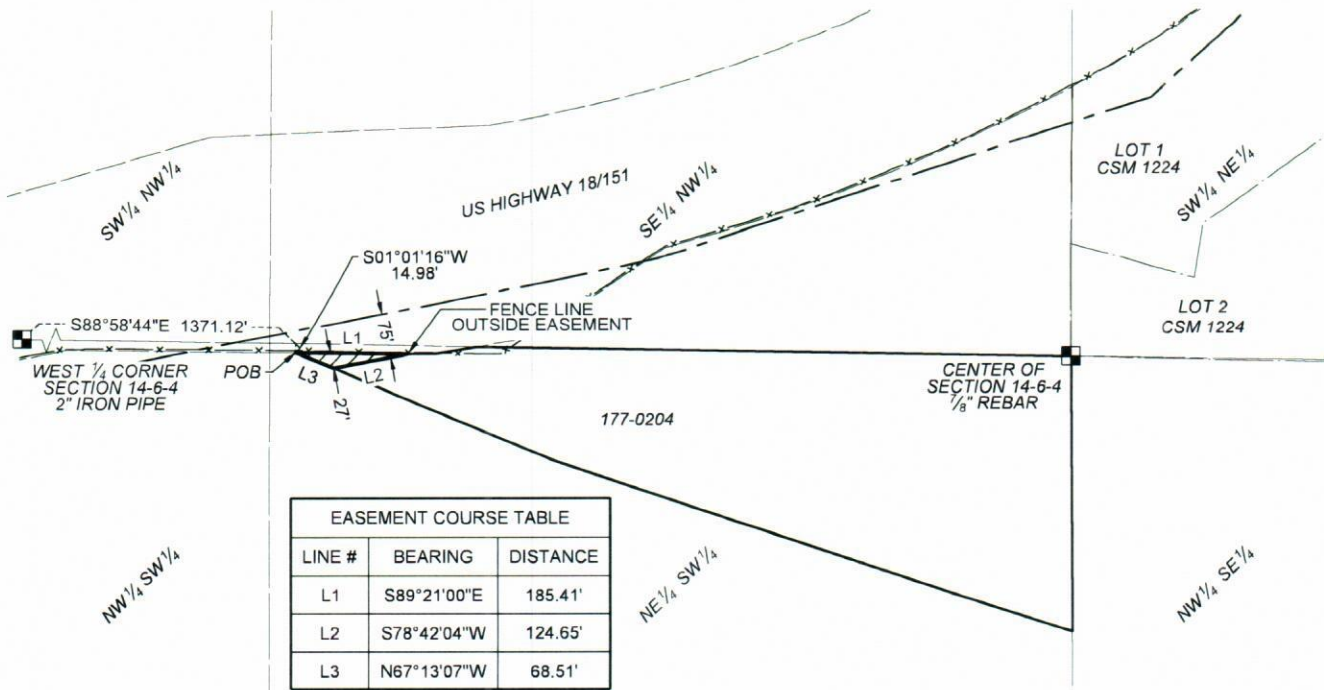 LOT 1
CSM 1224
SW¼ NE¼
SW¼ NW¼
US HIGHWAY 18/151
SE¼ NW¼
S01°01'16"W
14.98'
LOT 2
CSM 1224
S88°58'44"E 1371.12'
75'
L1
FENCE LINE
OUTSIDE EASEMENT
WEST ¼ CORNER
SECTION 14-6-4
2" IRON PIPE
POB
L3
L2
27'
CENTER OF
SECTION 14-6-4
⅞" REBAR
177-0204
EASEMENT COURSE TABLE
LINE # BEARING DISTANCE
L1 S89°21'00"E 185.41'
L2 S78°42'04"W 124.65'
L3 N67°13'07"W 68.51'
NW¼ SW¼
NE¼ SW¼
NW¼ SE¼